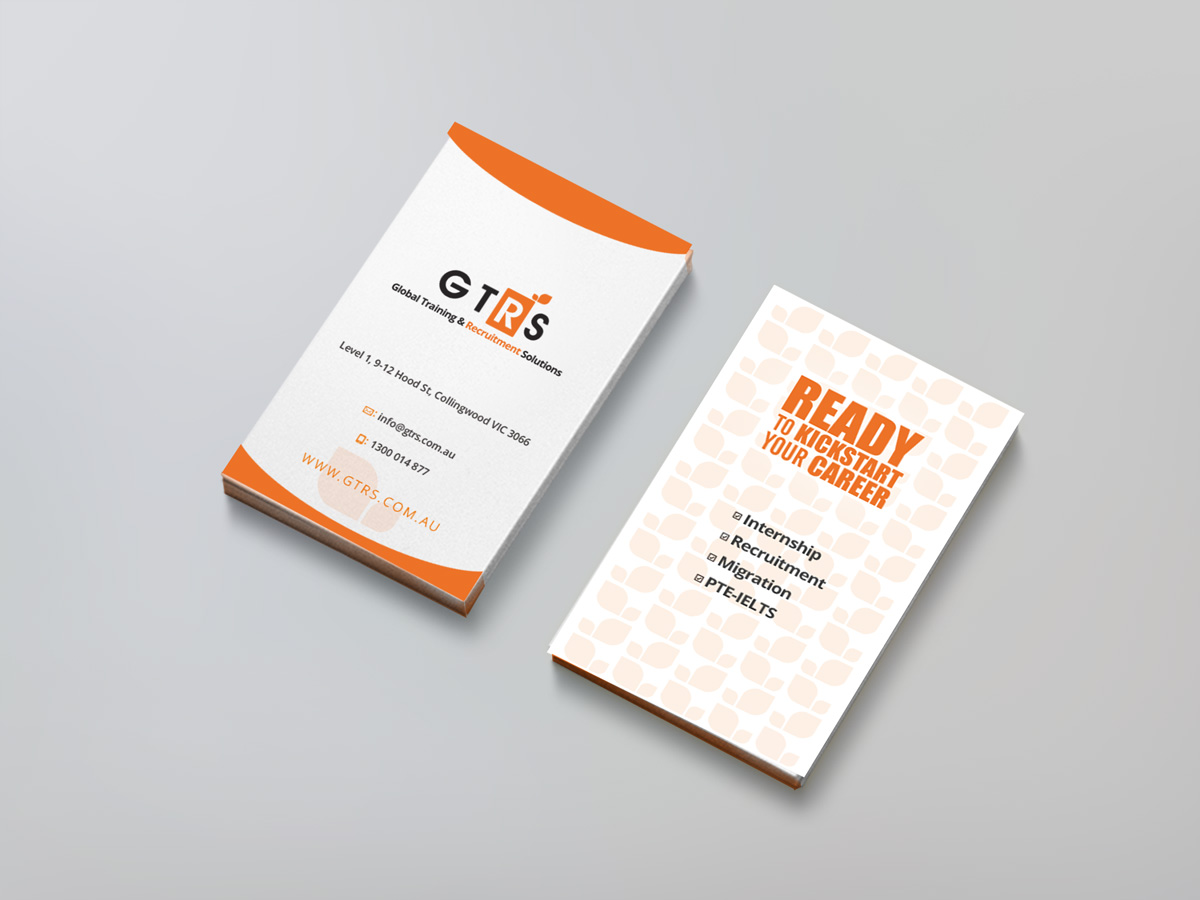 GTRS
Global Training & Recruitment Solutions
Level 1, 9-12 Hood St, Collingwood VIC 3066
: info@gtrs.com.au
: 1300 014 877
WWW.GTRS.COM.AU
READY
TO KICKSTART
YOUR CAREER
Internship
Recruitment
Migration
PTE-IELTS